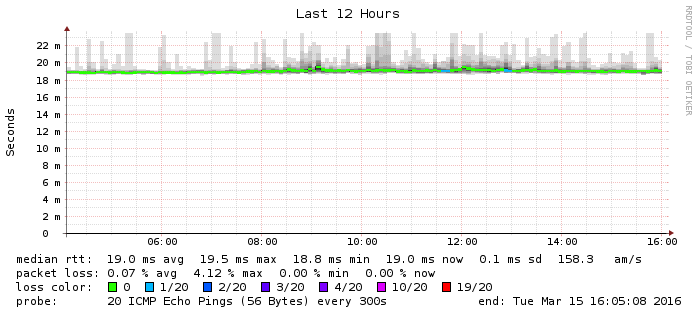 Last 12 Hours
RRDTOOL / TOBI OETIKER
Seconds
22 m
20 m
18 m
16 m
14 m
12 m
10 m
8 m
6 m
4 m
2 m
0
06:00 08:00 10:00 12:00 14:00 16:00
median rtt: 19.0 ms avg 19.5 ms max 18.8 ms min 19.0 ms now 0.1 ms sd 158.3 am/s
packet loss: 0.07 % avg 4.12 % max 0.00 % min 0.00 % now
loss color: 0 1/20 2/20 3/20 4/20 10/20 19/20
probe: 20 ICMP Echo Pings (56 Bytes) every 300s end: Tue Mar 15 16:05:08 2016